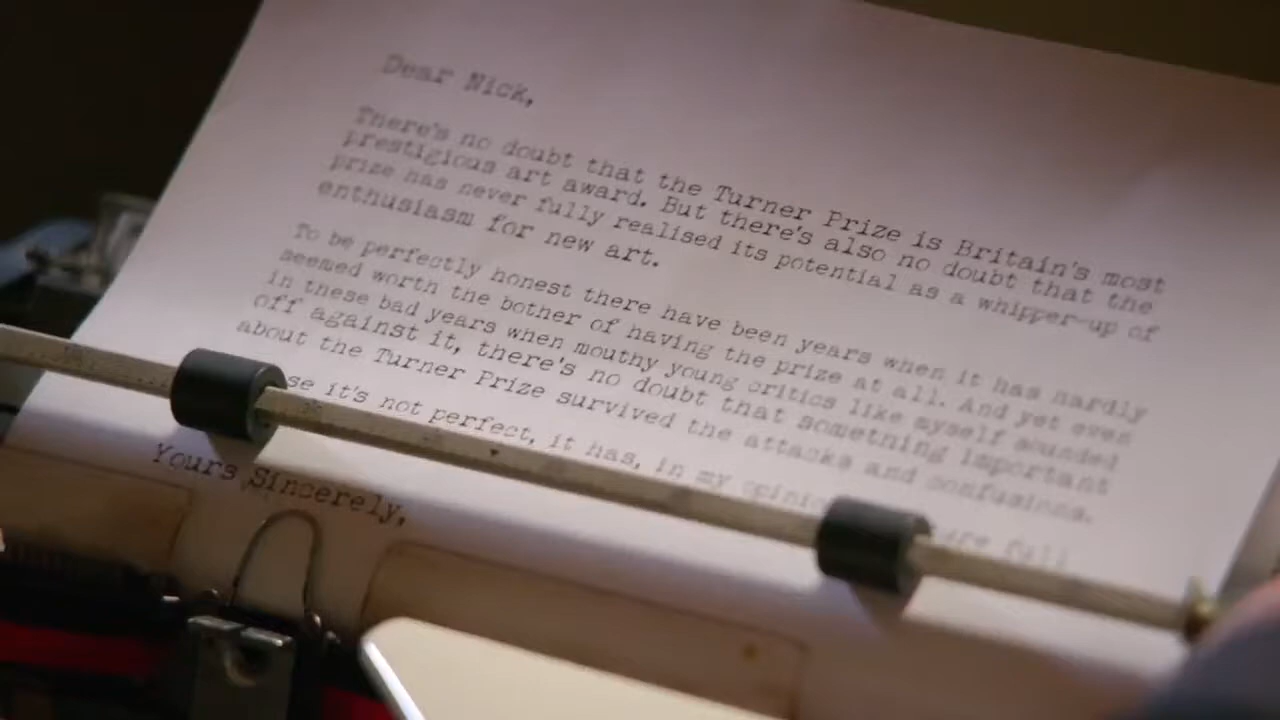 Dear Nick,
There's no doubt that the Turner Prize is Britain's most
prestigious art award. But there's also no doubt that the
prize has never fully realised its potential as a whipper-up of
enthusiasm for new art.
To be perfectly honest there have been years when it has hardly
seemed worth the bother of having the prize at all. And yet even
in these bad years when mouthy young critics like myself sounded
off against it, there's no doubt that something important
about the Turner Prize survived the attacks and confusions.
it's not perfect, it has, in my full
Yours Sincerely,